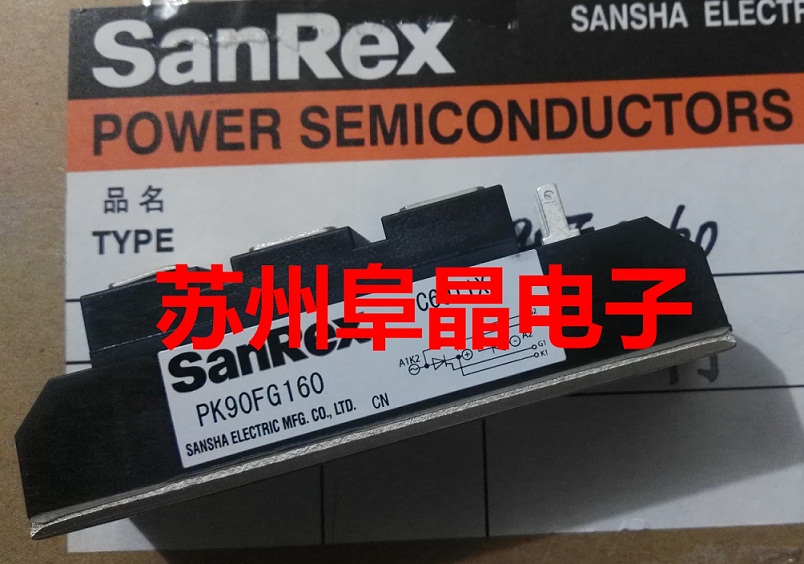 SanRex
SANSHA ELECTR
POWER SEMICONDUCTORS
品名
TYPE
苏州阜晶电子
SanRex
A1K2
A2
G1
K1
PK90FG160
SANSHA ELECTRIC MFG. CO., LTD. CN